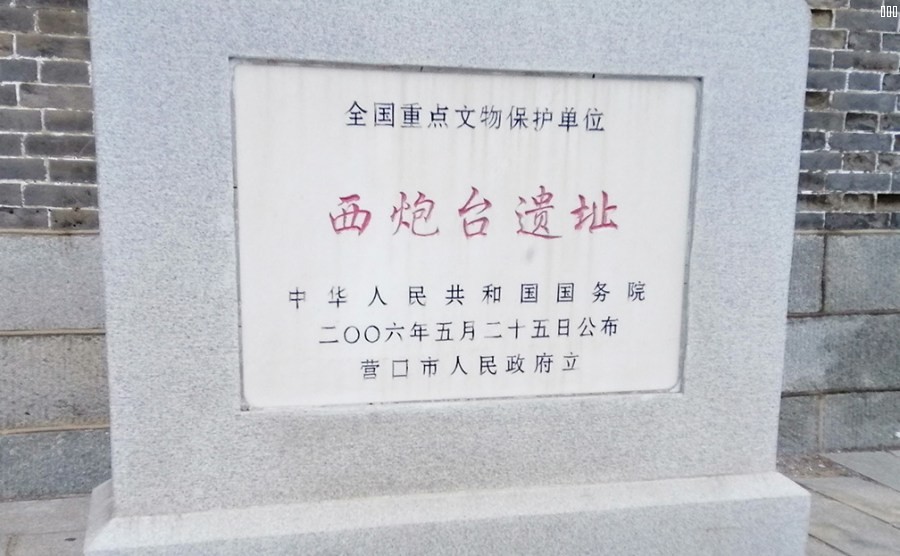 全国重点文物保护单位
西炮台遗址
中华人民共和国国务院
二〇〇六年五月二十五日公布
营口市人民政府立